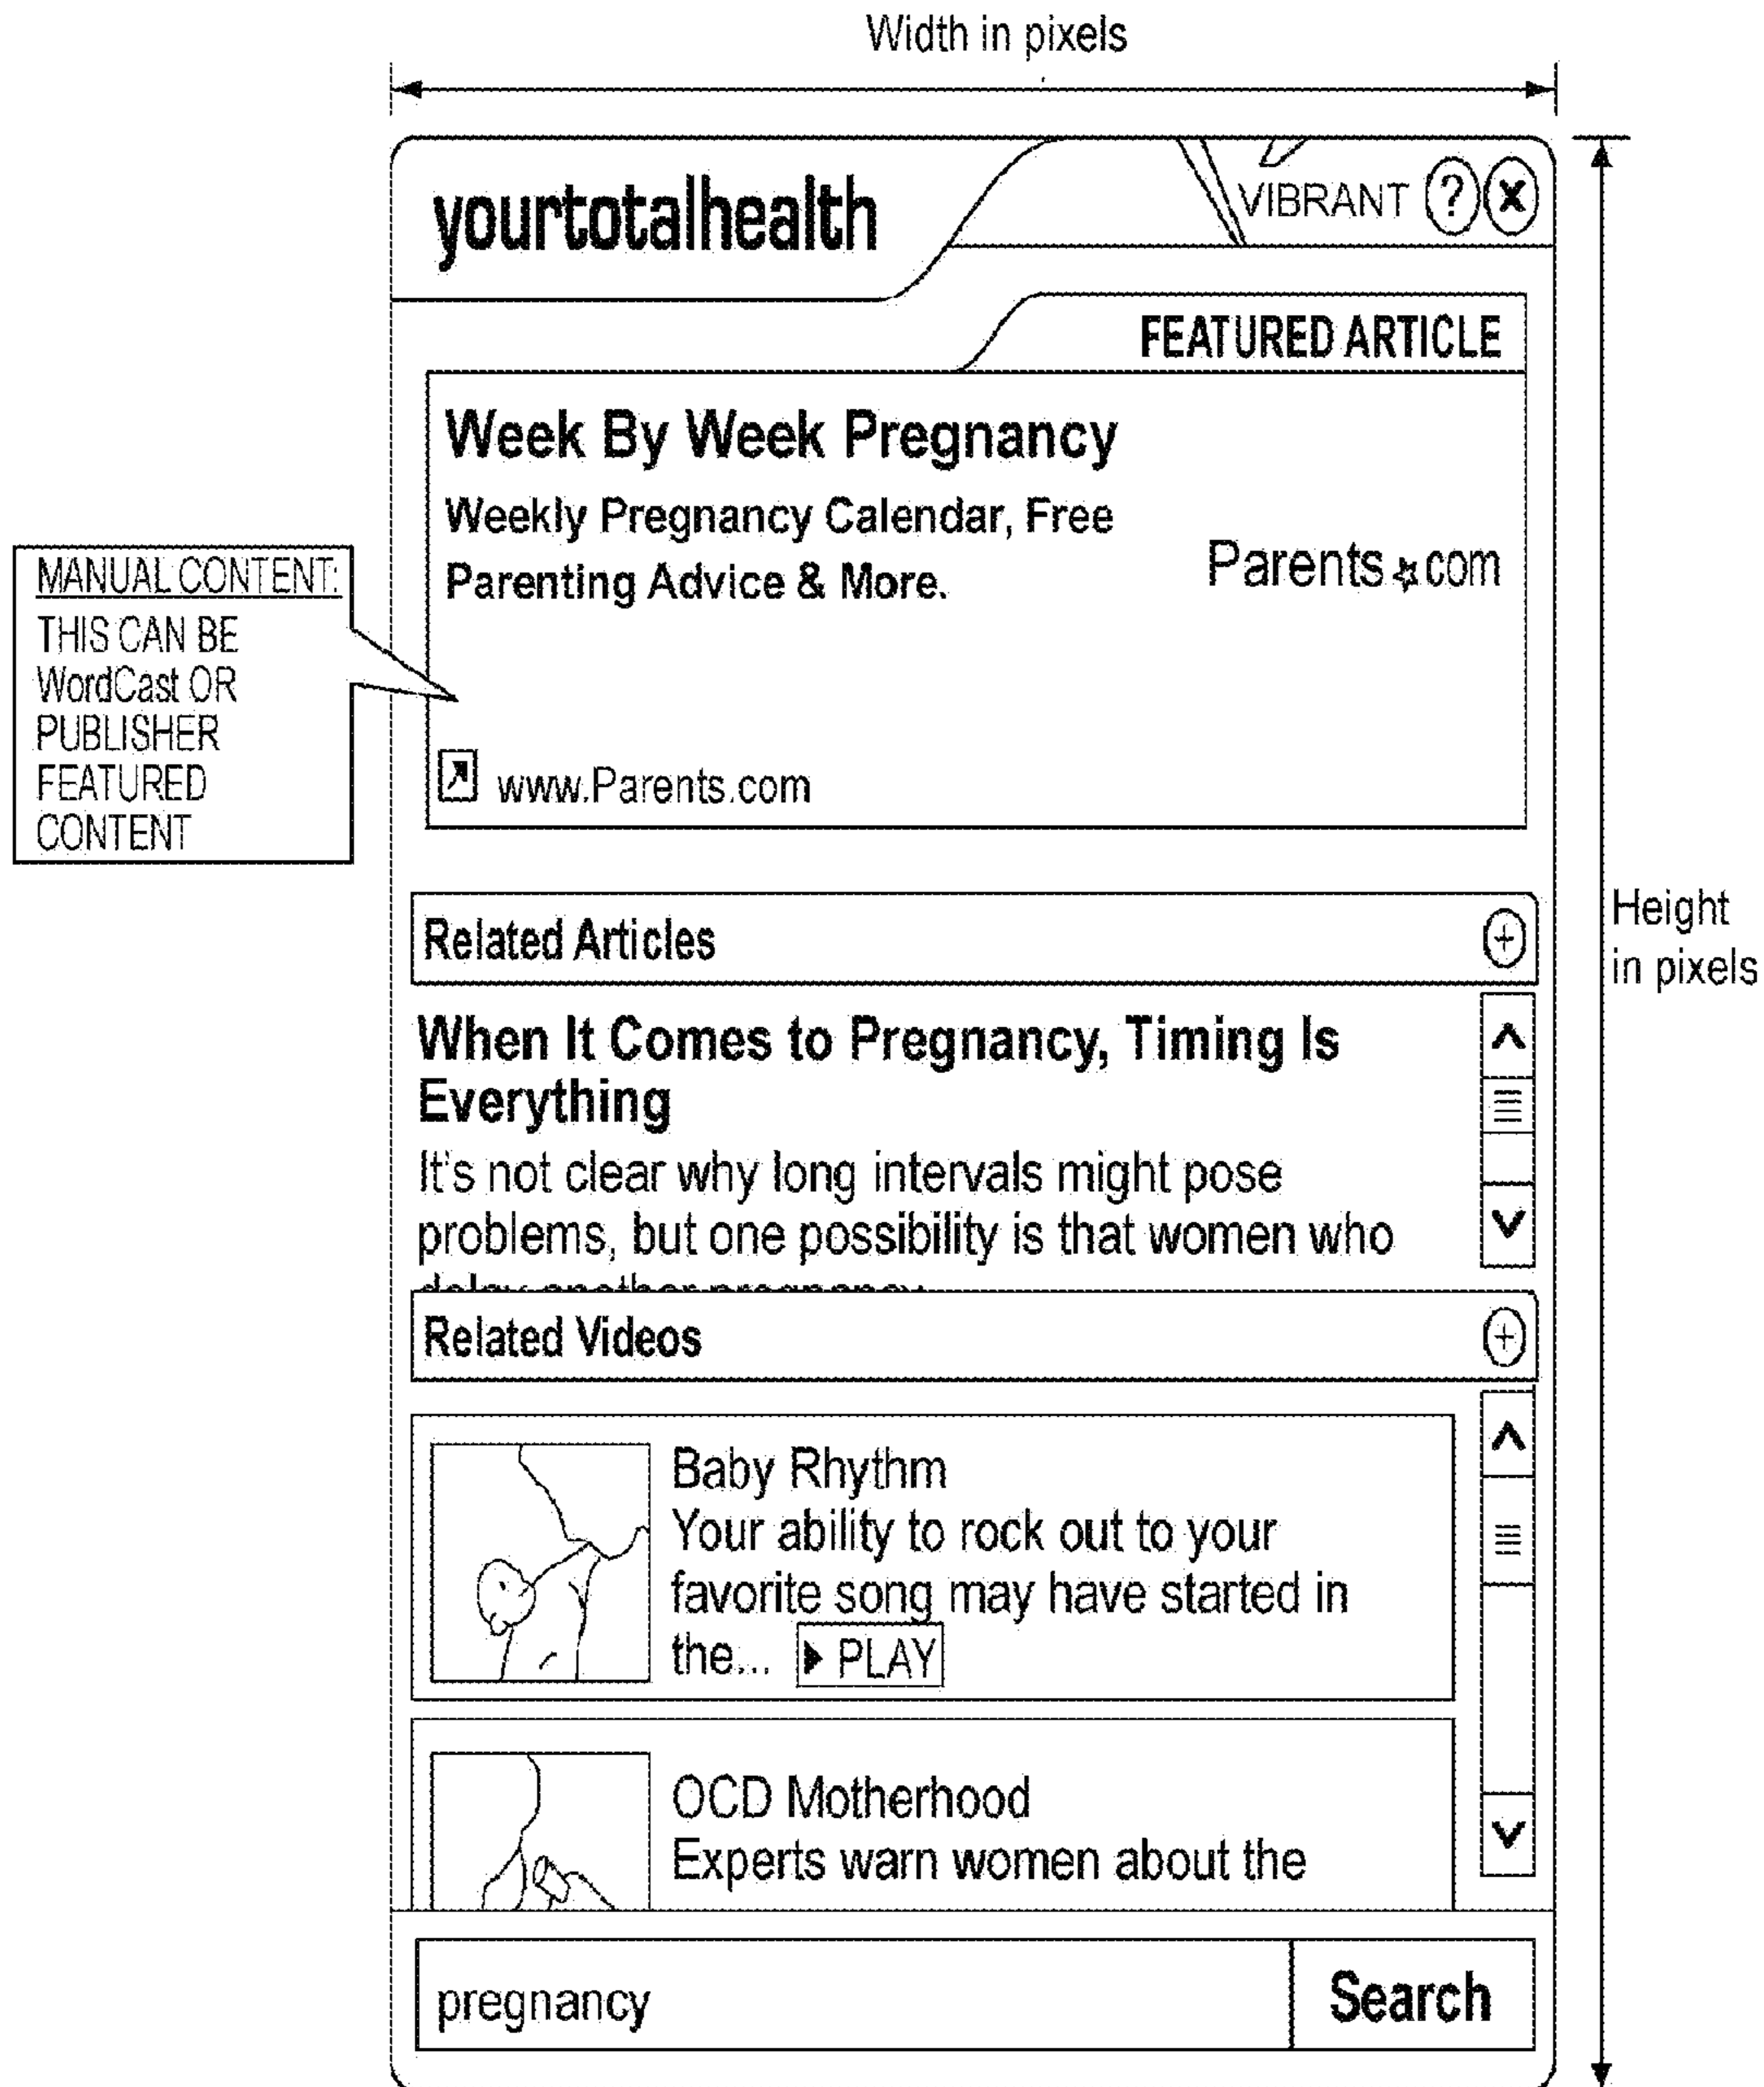 Width in pixels
yourtotalhealth
VIBRANT ? X
FEATURED ARTICLE
Week By Week Pregnancy
Weekly Pregnancy Calendar, Free
Parenting Advice & More.
Parents☆com
www.Parents.com
MANUAL CONTENT:
THIS CAN BE
WordCast OR
PUBLISHER
FEATURED
CONTENT
Height
in pixels
Related Articles +
When It Comes to Pregnancy, Timing Is
Everything
It's not clear why long intervals might pose
problems, but one possibility is that women who
delay another pregnancy
Related Videos +
Baby Rhythm
Your ability to rock out to your
favorite song may have started in
the... PLAY
OCD Motherhood
Experts warn women about the
pregnancy
Search